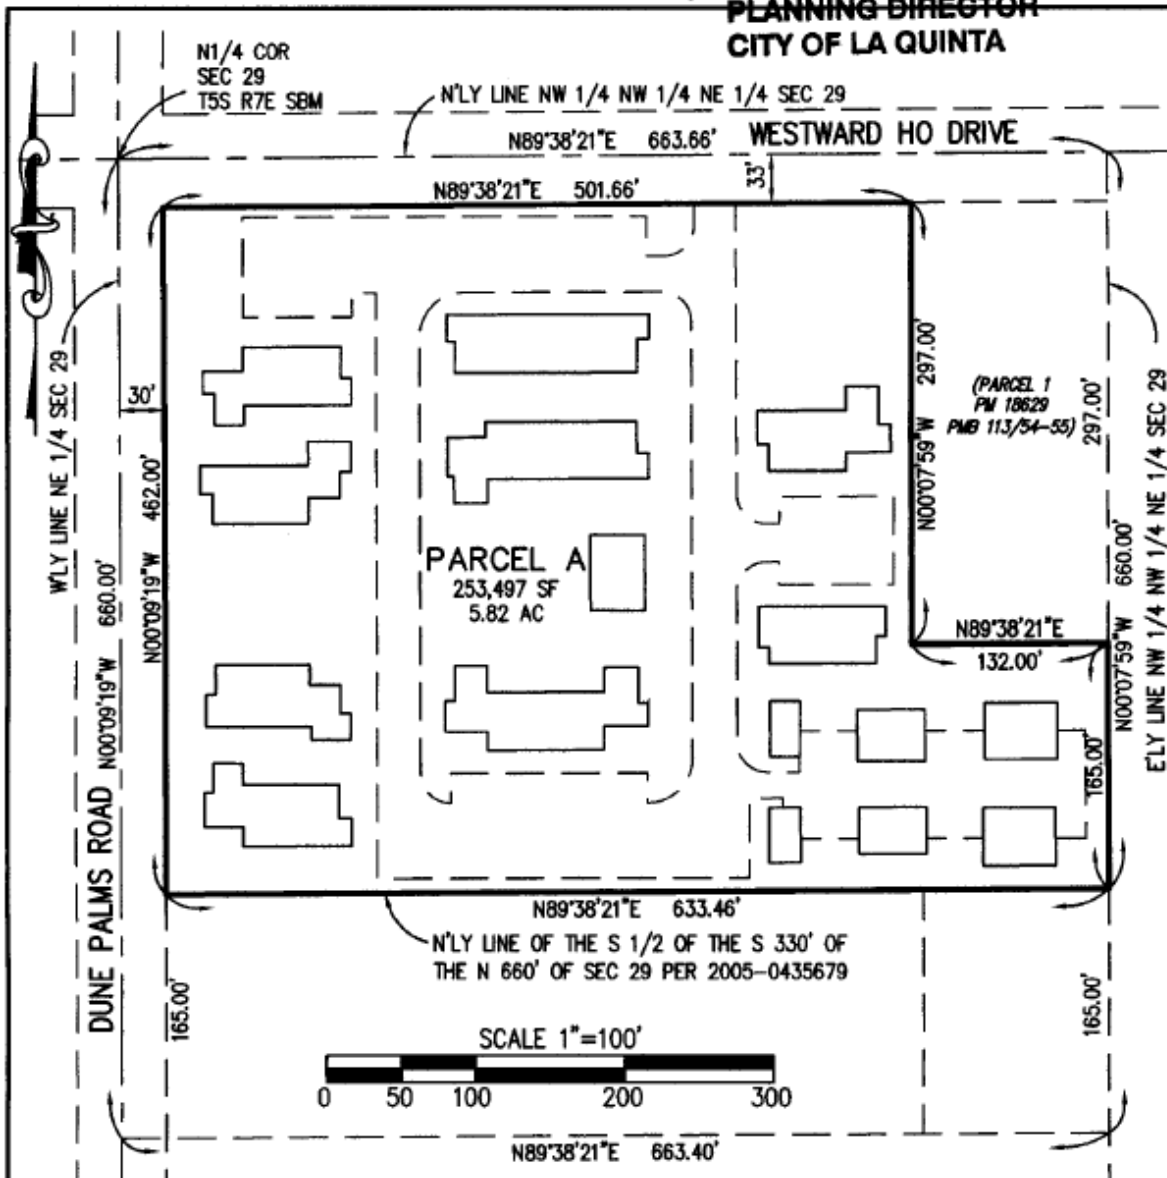 PLANNING DIRECTOR
CITY OF LA QUINTA
N1/4 COR
SEC 29
T5S R7E SBM
N'LY LINE NW 1/4 NW 1/4 NE 1/4 SEC 29
N89°38'21"E 663.66'
WESTWARD HO DRIVE
N89°38'21"E 501.66'
33'
W'LY LINE NE 1/4 SEC 29
30'
N00°09'19"W 462.00'
N00°09'19"W 660.00'
DUNE PALMS ROAD
PARCEL A
253,497 SF
5.82 AC
N00°07'59"W 297.00'
(PARCEL 1
PM 18629
PMB 113/54-55)
297.00'
N00°07'59"W 660.00'
E'LY LINE NW 1/4 NW 1/4 NE 1/4 SEC 29
N89°38'21"E
132.00'
165.00'
N89°38'21"E 633.46'
N'LY LINE OF THE S 1/2 OF THE S 330' OF
THE N 660' OF SEC 29 PER 2005-0435679
165.00'
165.00'
SCALE 1"=100'
0 50 100 200 300
N89°38'21"E 663.40'